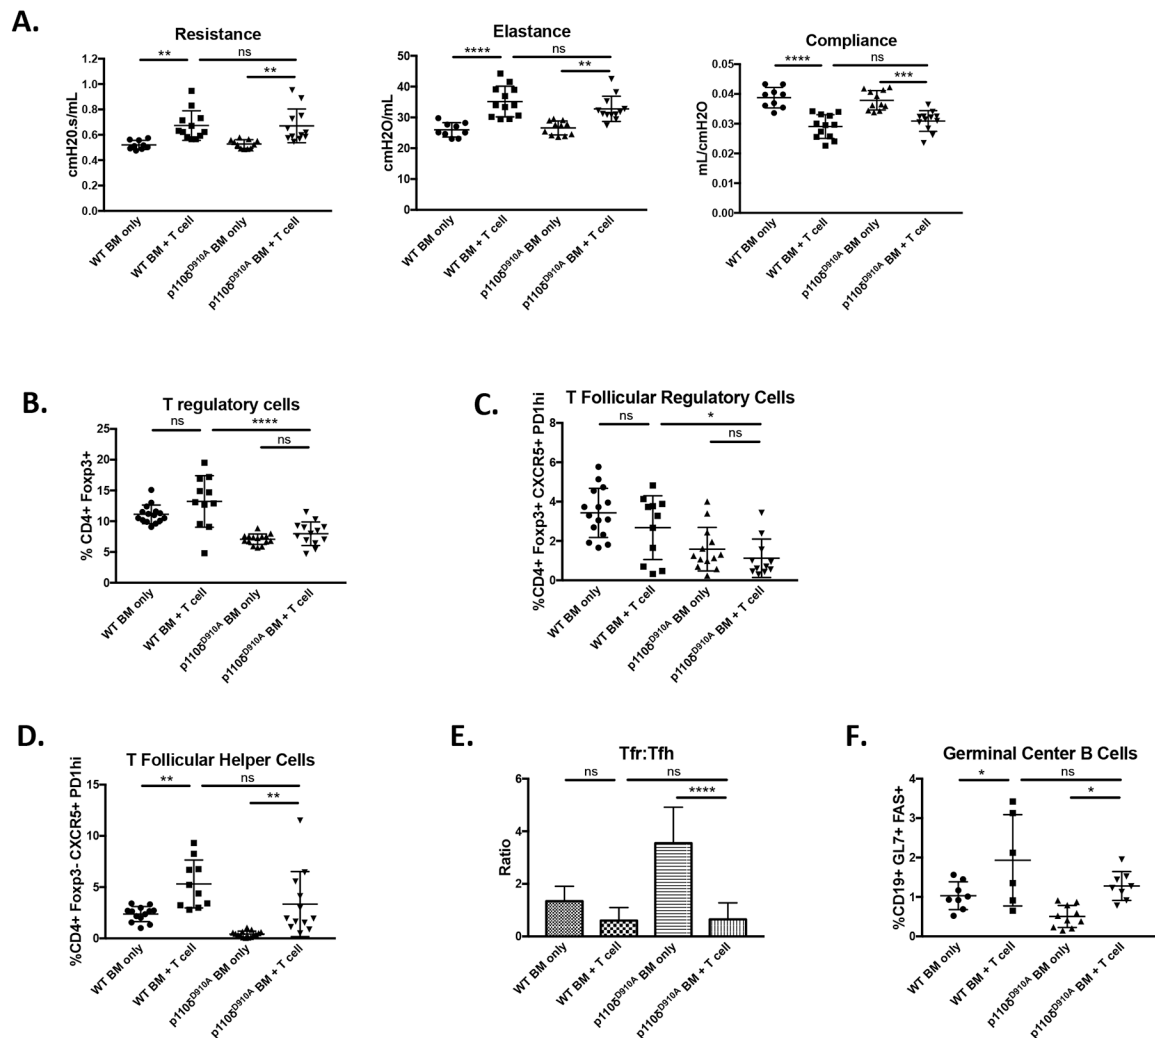 A.
Resistance
** ns
**
cmH20.s/mL
1.2
1.0
0.8
0.6
0.4
0.2
0.0
WT BM only
WT BM + T cell
p110δD910A BM only
p110δD910A BM + T cell
Elastance
**** ns
**
cmH2O/mL
50
40
30
20
10
0
WT BM only
WT BM + T cell
p110δD910A BM only
p110δD910A BM + T cell
Compliance
**** ns
***
mL/cmH2O
0.05
0.04
0.03
0.02
0.01
0.00
WT BM only
WT BM + T cell
p110δD910A BM only
p110δD910A BM + T cell
B.
T regulatory cells
ns ****
ns
% CD4+ Foxp3+
25
20
15
10
5
0
WT BM only
WT BM + T cell
p110δD910A BM only
p110δD910A BM + T cell
C.
T Follicular Regulatory Cells
ns *
ns
%CD4+ Foxp3+ CXCR5+ PD1hi
8
6
4
2
0
WT BM only
WT BM + T cell
p110δD910A BM only
p110δD910A BM + T cell
D.
T Follicular Helper Cells
** ns
**
%CD4+ Foxp3- CXCR5+ PD1hi
15
10
5
0
WT BM only
WT BM + T cell
p110δD910A BM only
p110δD910A BM + T cell
E.
Tfr:Tfh
ns ns
****
Ratio
6
4
2
0
WT BM only
WT BM + T cell
p110δD910A BM only
p110δD910A BM + T cell
F.
Germinal Center B Cells
* ns
*
%CD19+ GL7+ FAS+
4
3
2
1
0
WT BM only
WT BM + T cell
p110δD910A BM only
p110δD910A BM + T cell